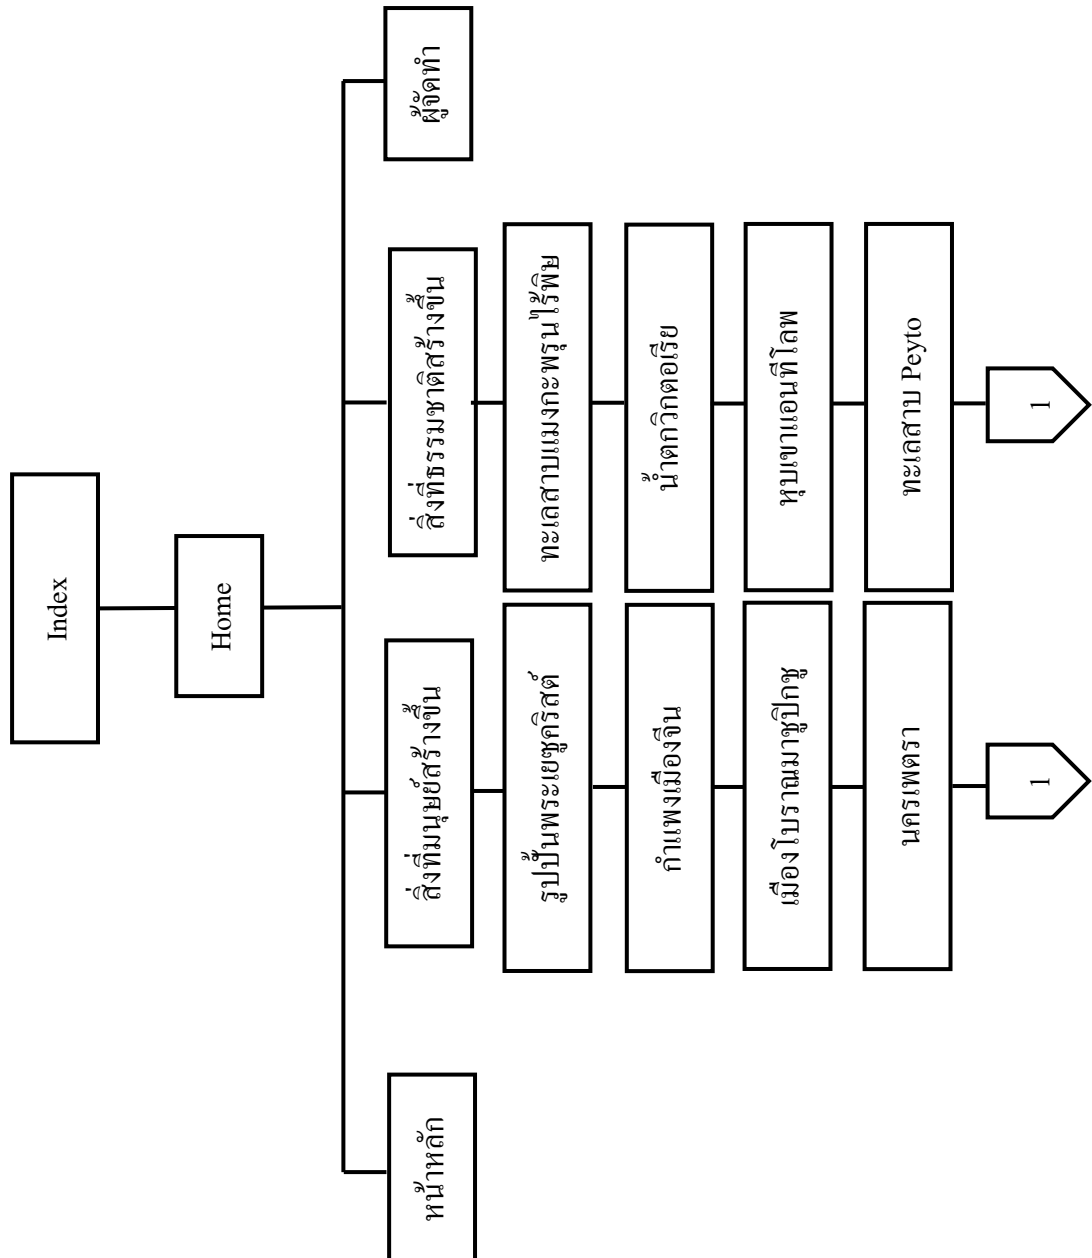 Index
Home
หน้าหลัก
สิ่งที่มนุษย์สร้างขึ้น
สิ่งที่ธรรมชาติสร้างขึ้น
ผู้จัดทำ
รูปปั้นพระเยซูคริสต์
ทะเลสาบแมงกะพรุนไร้พิษ
กำแพงเมืองจีน
น้ำตกวิกตอเรีย
เมืองโบราณมาชูปิกชู
หุบเขาแอนทีโลพ
นครเพตรา
ทะเลสาบ Peyto
1
1